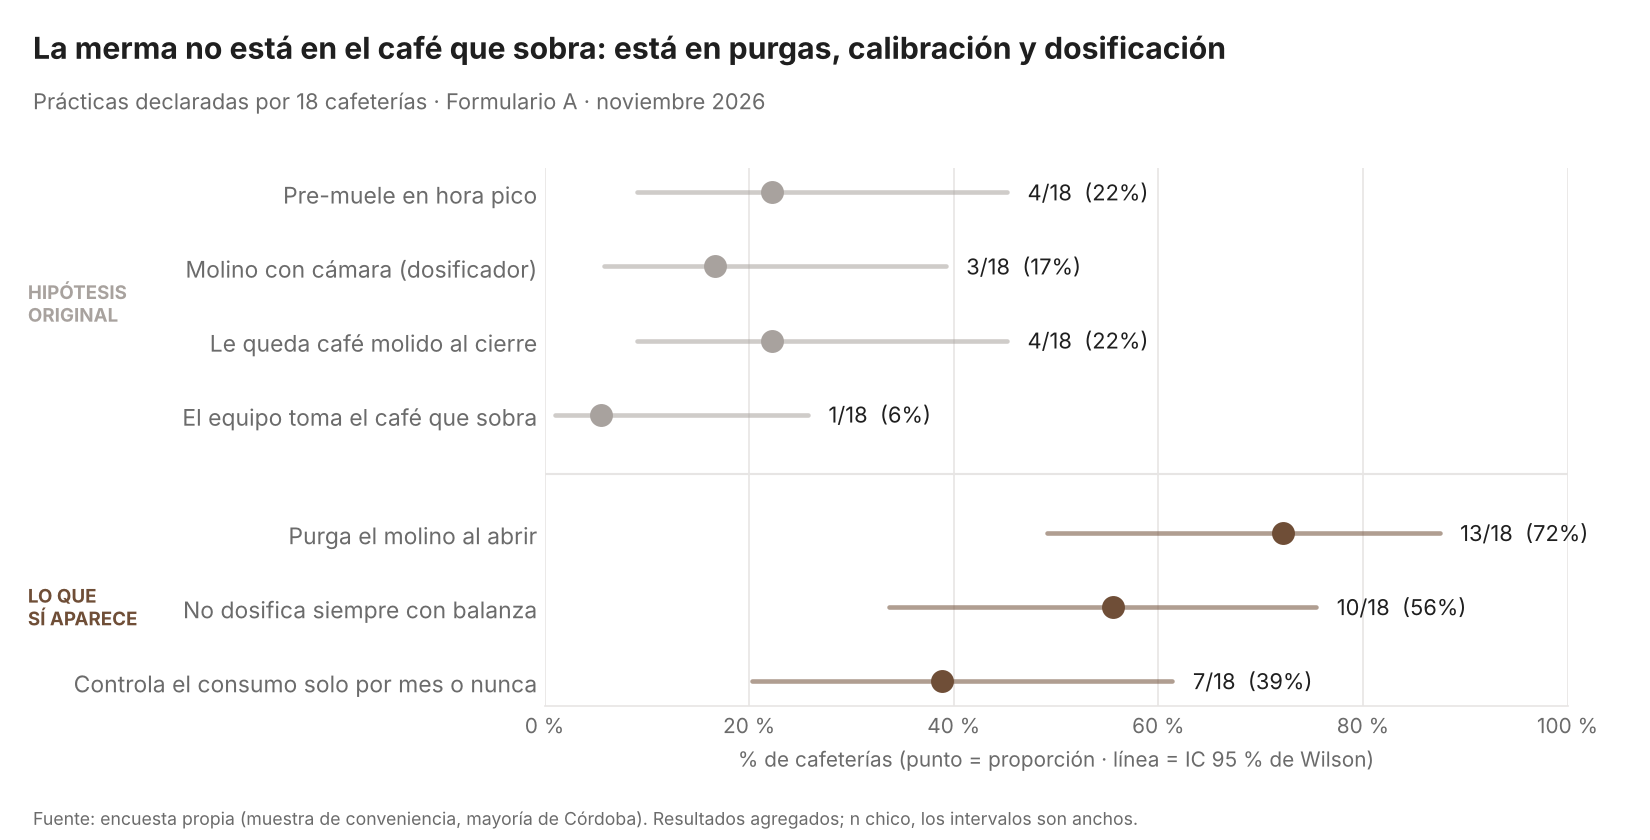 La merma no está en el café que sobra: está en purgas, calibración y dosificación
Prácticas declaradas por 18 cafeterías · Formulario A · noviembre 2026
HIPÓTESIS
ORIGINAL
Pre-muele en hora pico
4/18 (22%)
Molino con cámara (dosificador)
3/18 (17%)
Le queda café molido al cierre
4/18 (22%)
El equipo toma el café que sobra
1/18 (6%)
LO QUE
SÍ APARECE
Purga el molino al abrir
13/18 (72%)
No dosifica siempre con balanza
10/18 (56%)
Controla el consumo solo por mes o nunca
7/18 (39%)
0 % 20 % 40 % 60 % 80 % 100 %
% de cafeterías (punto = proporción · línea = IC 95 % de Wilson)
Fuente: encuesta propia (muestra de conveniencia, mayoría de Córdoba). Resultados agregados; n chico, los intervalos son anchos.